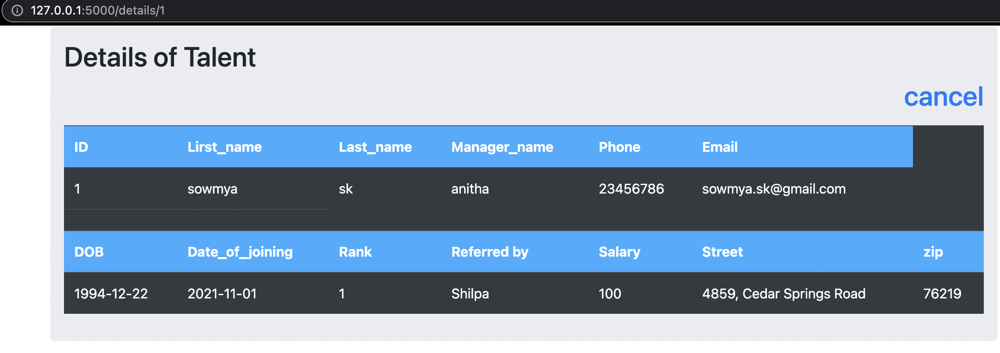 127.0.0.1:5000/details/1
Details of Talent
cancel
ID Lirst_name Last_name Manager_name Phone Email
1 sowmya sk anitha 23456786 sowmya.sk@gmail.com
DOB Date_of_joining Rank Referred by Salary Street zip
1994-12-22 2021-11-01 1 Shilpa 100 4859, Cedar Springs Road 76219